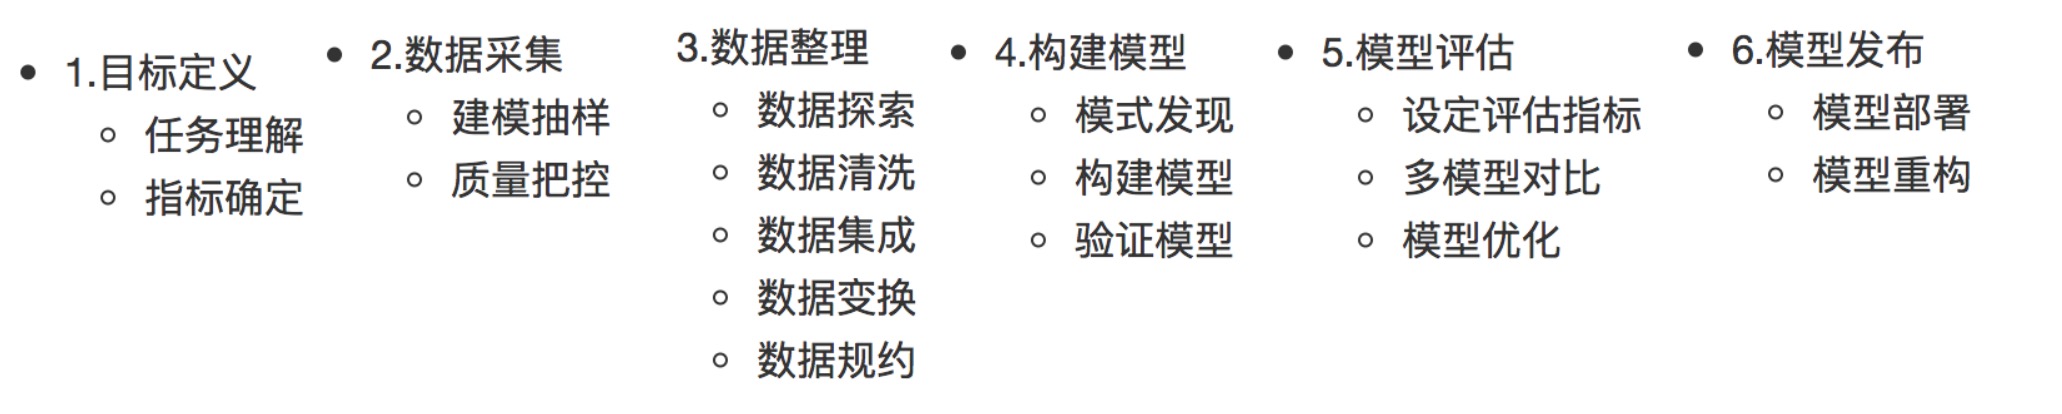 1.目标定义
任务理解
指标确定
2.数据采集
建模抽样
质量把控
3.数据整理
数据探索
数据清洗
数据集成
数据变换
数据规约
4.构建模型
模式发现
构建模型
验证模型
5.模型评估
设定评估指标
多模型对比
模型优化
6.模型发布
模型部署
模型重构